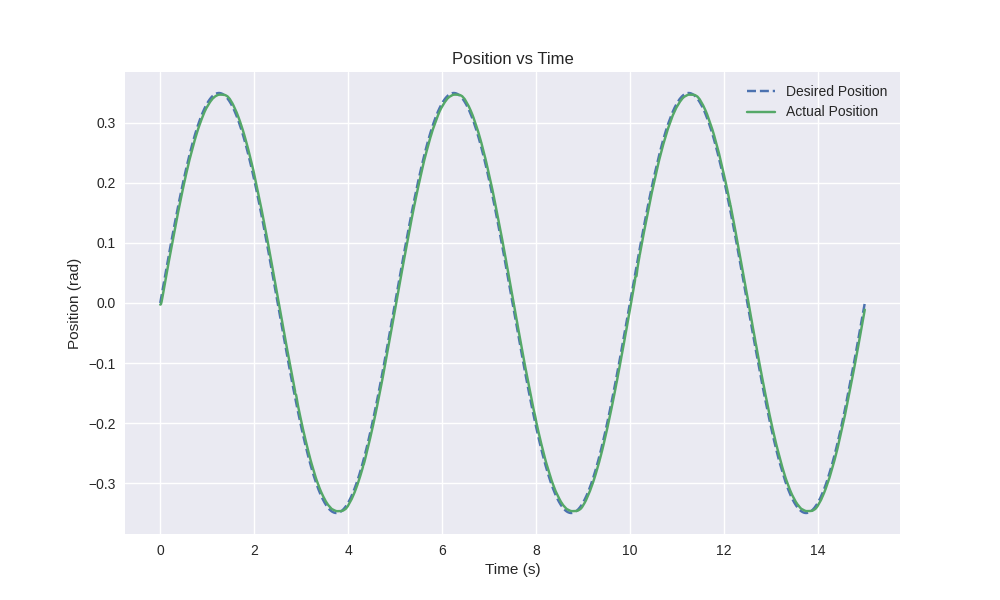 Position vs Time
Desired Position
Actual Position
Position (rad)
0.3
0.2
0.1
0.0
−0.1
−0.2
−0.3
0 2 4 6 8 10 12 14
Time (s)